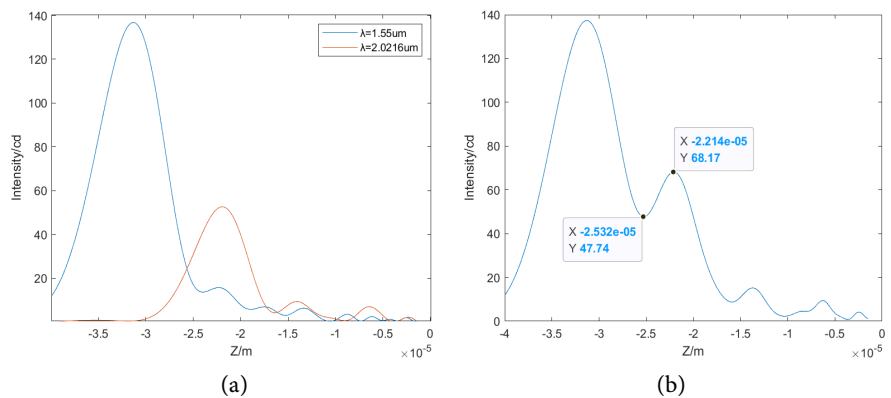 140
120
100
80
60
40
20
Intensity/cd
λ=1.55um
λ=2.0216um
-3.5
-3
-2.5
-2
-1.5
-1
-0.5
0
Z/m
×10⁻⁵
(a)
140
120
100
80
60
40
20
0
Intensity/cd
X -2.214e-05
Y 68.17
X -2.532e-05
Y 47.74
-4
-3.5
-3
-2.5
-2
-1.5
-1
-0.5
0
Z/m
×10⁻⁵
(b)